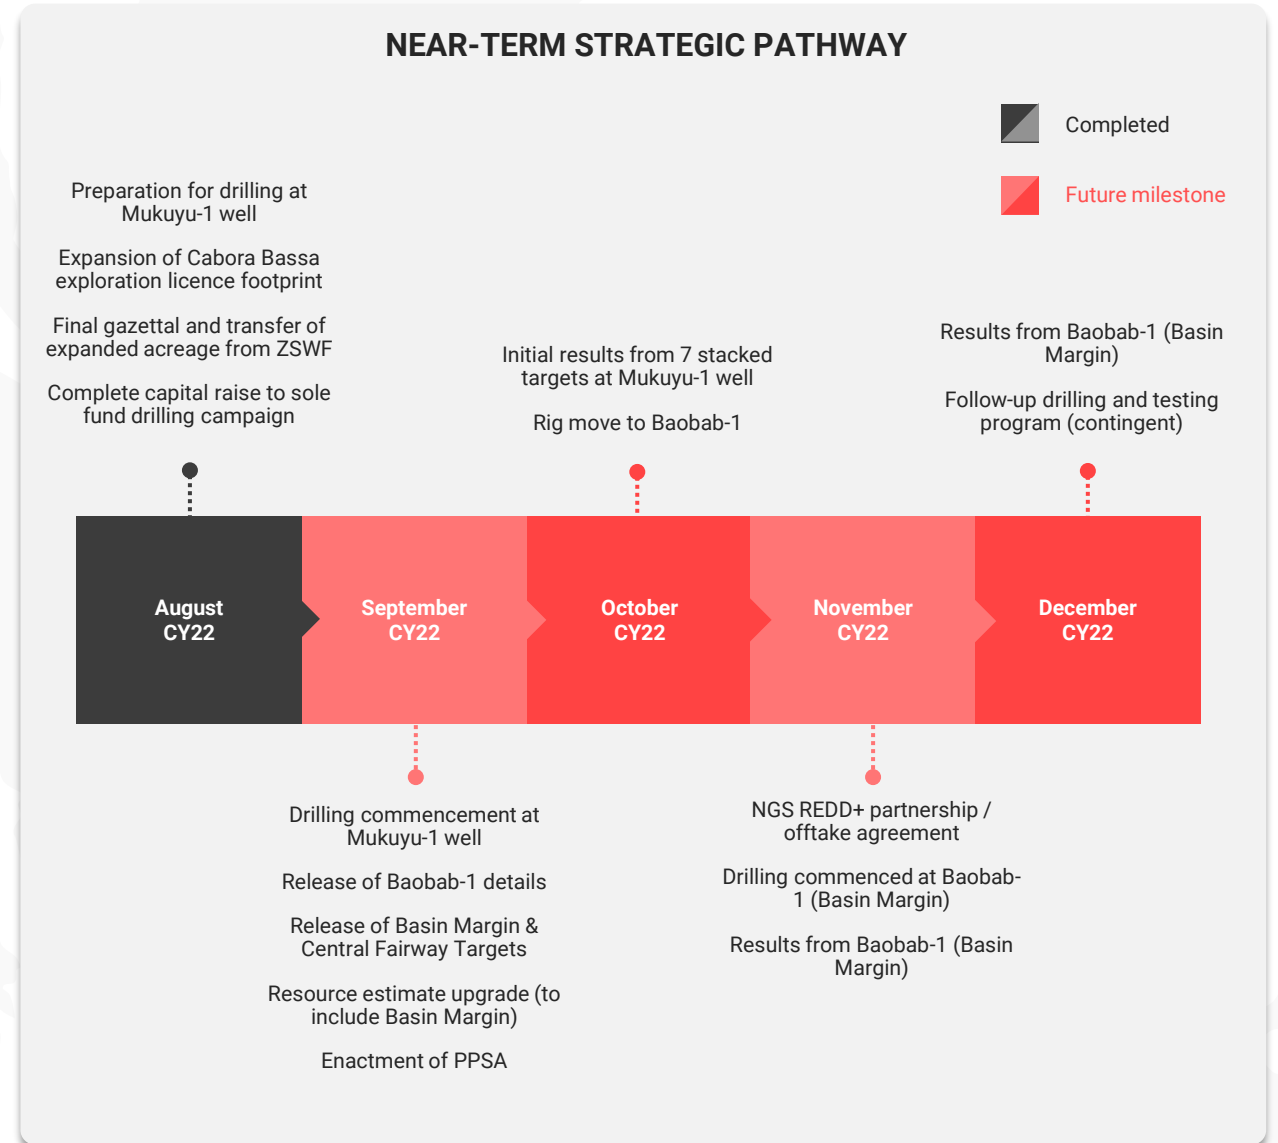 NEAR-TERM STRATEGIC PATHWAY
Completed
Future milestone
Preparation for drilling at
Mukuyu-1 well
Expansion of Cabora Bassa
exploration licence footprint
Final gazettal and transfer of
expanded acreage from ZSWF
Complete capital raise to sole
fund drilling campaign
Initial results from 7 stacked
targets at Mukuyu-1 well
Rig move to Baobab-1
Results from Baobab-1 (Basin
Margin)
Follow-up drilling and testing
program (contingent)
August
CY22
September
CY22
October
CY22
November
CY22
December
CY22
Drilling commencement at
Mukuyu-1 well
Release of Baobab-1 details
Release of Basin Margin &
Central Fairway Targets
Resource estimate upgrade (to
include Basin Margin)
Enactment of PPSA
NGS REDD+ partnership /
offtake agreement
Drilling commenced at Baobab-
1 (Basin Margin)
Results from Baobab-1 (Basin
Margin)